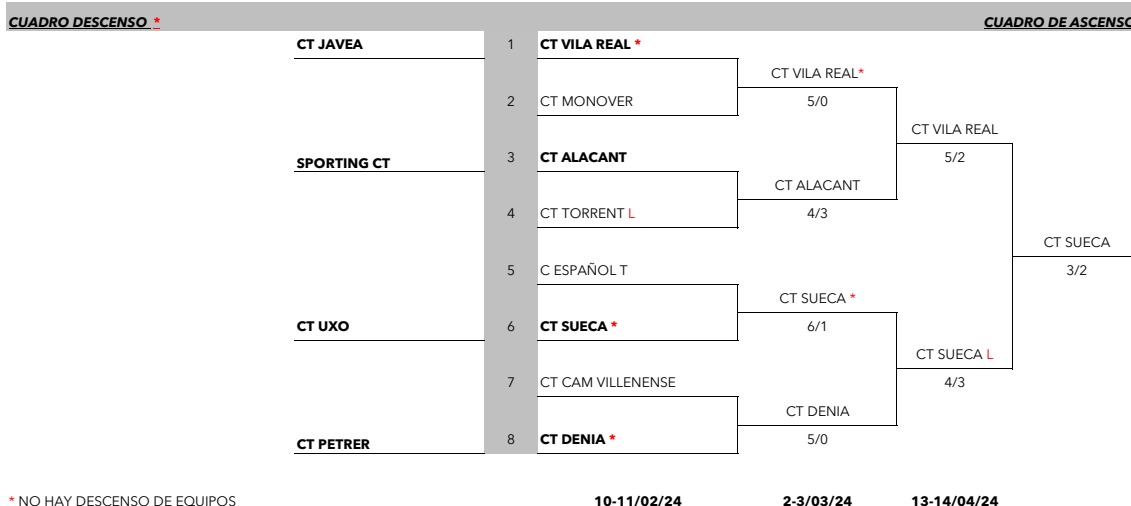 CUADRO DESCENSO * CUADRO DE ASCENSO
CT JAVEA 1 CT VILA REAL *
CT VILA REAL*
2 CT MONOVER 5/0
CT VILA REAL
SPORTING CT 3 CT ALACANT 5/2
CT ALACANT
4 CT TORRENT L 4/3
CT SUECA
5 C ESPAÑOL T 3/2
CT SUECA *
CT UXO 6 CT SUECA * 6/1
CT SUECA L
7 CT CAM VILLENENSE 4/3
CT DENIA
CT PETRER 8 CT DENIA * 5/0
* NO HAY DESCENSO DE EQUIPOS 10-11/02/24 2-3/03/24 13-14/04/24